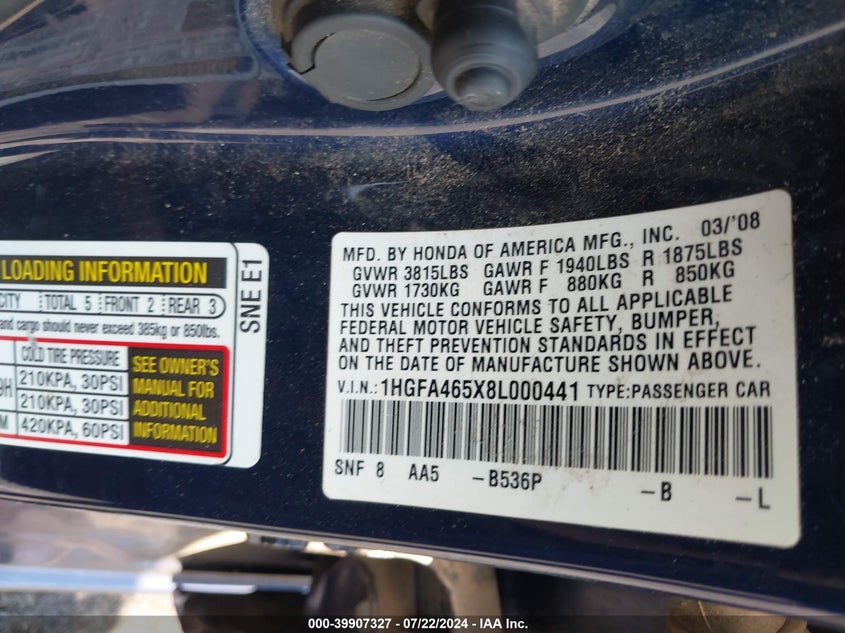 LOADING INFORMATION
CITY TOTAL 5 FRONT 2 REAR 3
and cargo should never exceed 385kg or 850lbs.
COLD TIRE PRESSURE
9H 210KPA, 30PSI
210KPA, 30PSI
M 420KPA, 60PSI
SEE OWNER'S
MANUAL FOR
ADDITIONAL
INFORMATION
SNE E1
MFD. BY HONDA OF AMERICA MFG., INC. 03/'08
GVWR 3815LBS GAWR F 1940LBS R 1875LBS
GVWR 1730KG GAWR F 880KG R 850KG
THIS VEHICLE CONFORMS TO ALL APPLICABLE
FEDERAL MOTOR VEHICLE SAFETY, BUMPER,
AND THEFT PREVENTION STANDARDS IN EFFECT
ON THE DATE OF MANUFACTURE SHOWN ABOVE.
V.I.N.: 1HGFA465X8L000441 TYPE:PASSENGER CAR
SNF 8 AA5 -B536P -B -L
000-39907327 - 07/22/2024 - IAA Inc.